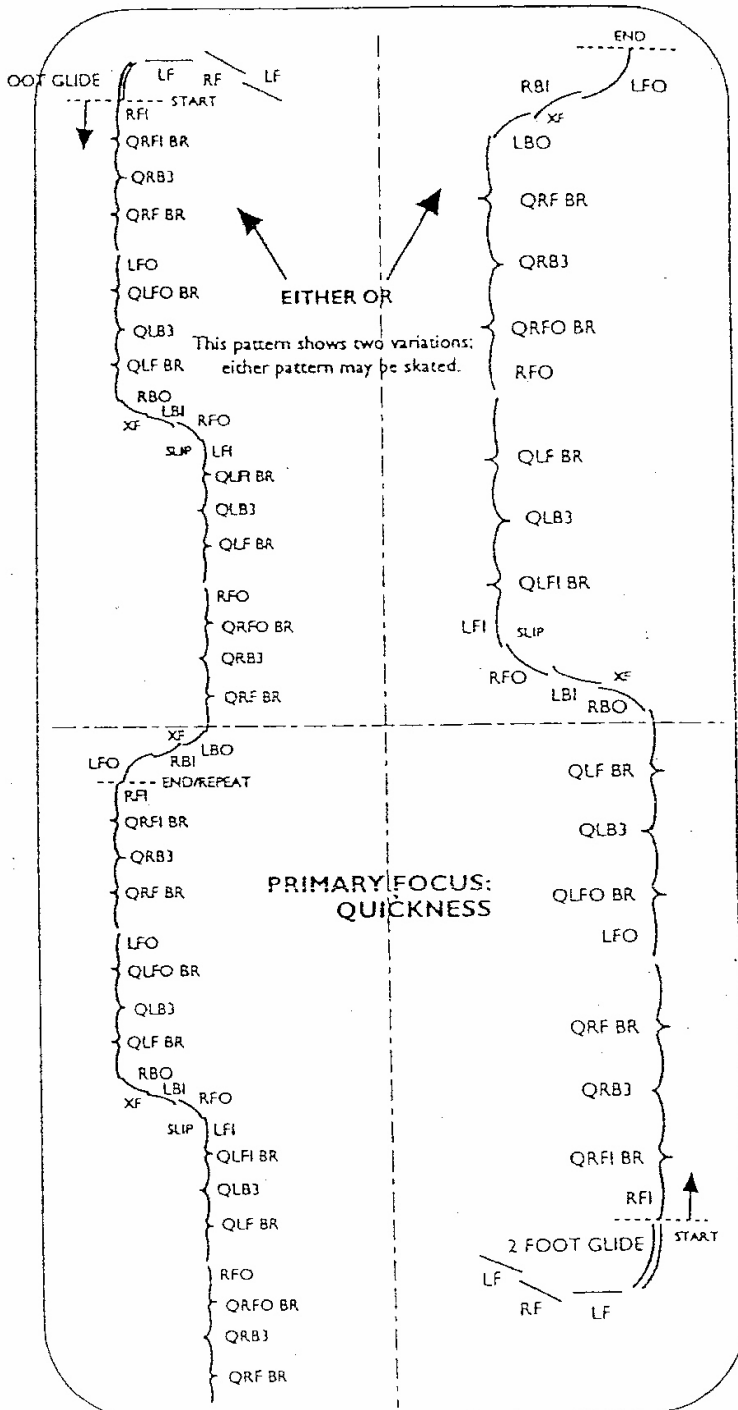 OOT GLIDE
LF
RF
LF
START
RFI
QRFI BR
QRB3
QRF BR
LFO
QLFO BR
QLB3
QLF BR
RBO
XF
LBI
RFO
SLIP
LFI
QLFI BR
QLB3
QLF BR
RFO
QRFO BR
QRB3
QRF BR
XF
LBO
LFO
RBI
END/REPEAT
RFI
QRFI BR
QRB3
QRF BR
LFO
QLFO BR
QLB3
QLF BR
RBO
XF
LBI
RFO
SLIP
LFI
QLFI BR
QLB3
QLF BR
RFO
QRFO BR
QRB3
QRF BR
EITHER OR
This pattern shows two variations;
either pattern may be skated.
PRIMARY FOCUS:
QUICKNESS
END
RBI
LFO
XF
LBO
QRF BR
QRB3
QRFO BR
RFO
QLF BR
QLB3
QLFI BR
LFI
SLIP
RFO
XF
LBI
RBO
QLF BR
QLB3
QLFO BR
LFO
QRF BR
QRB3
QRFI BR
RFI
START
2 FOOT GLIDE
LF
RF
LF